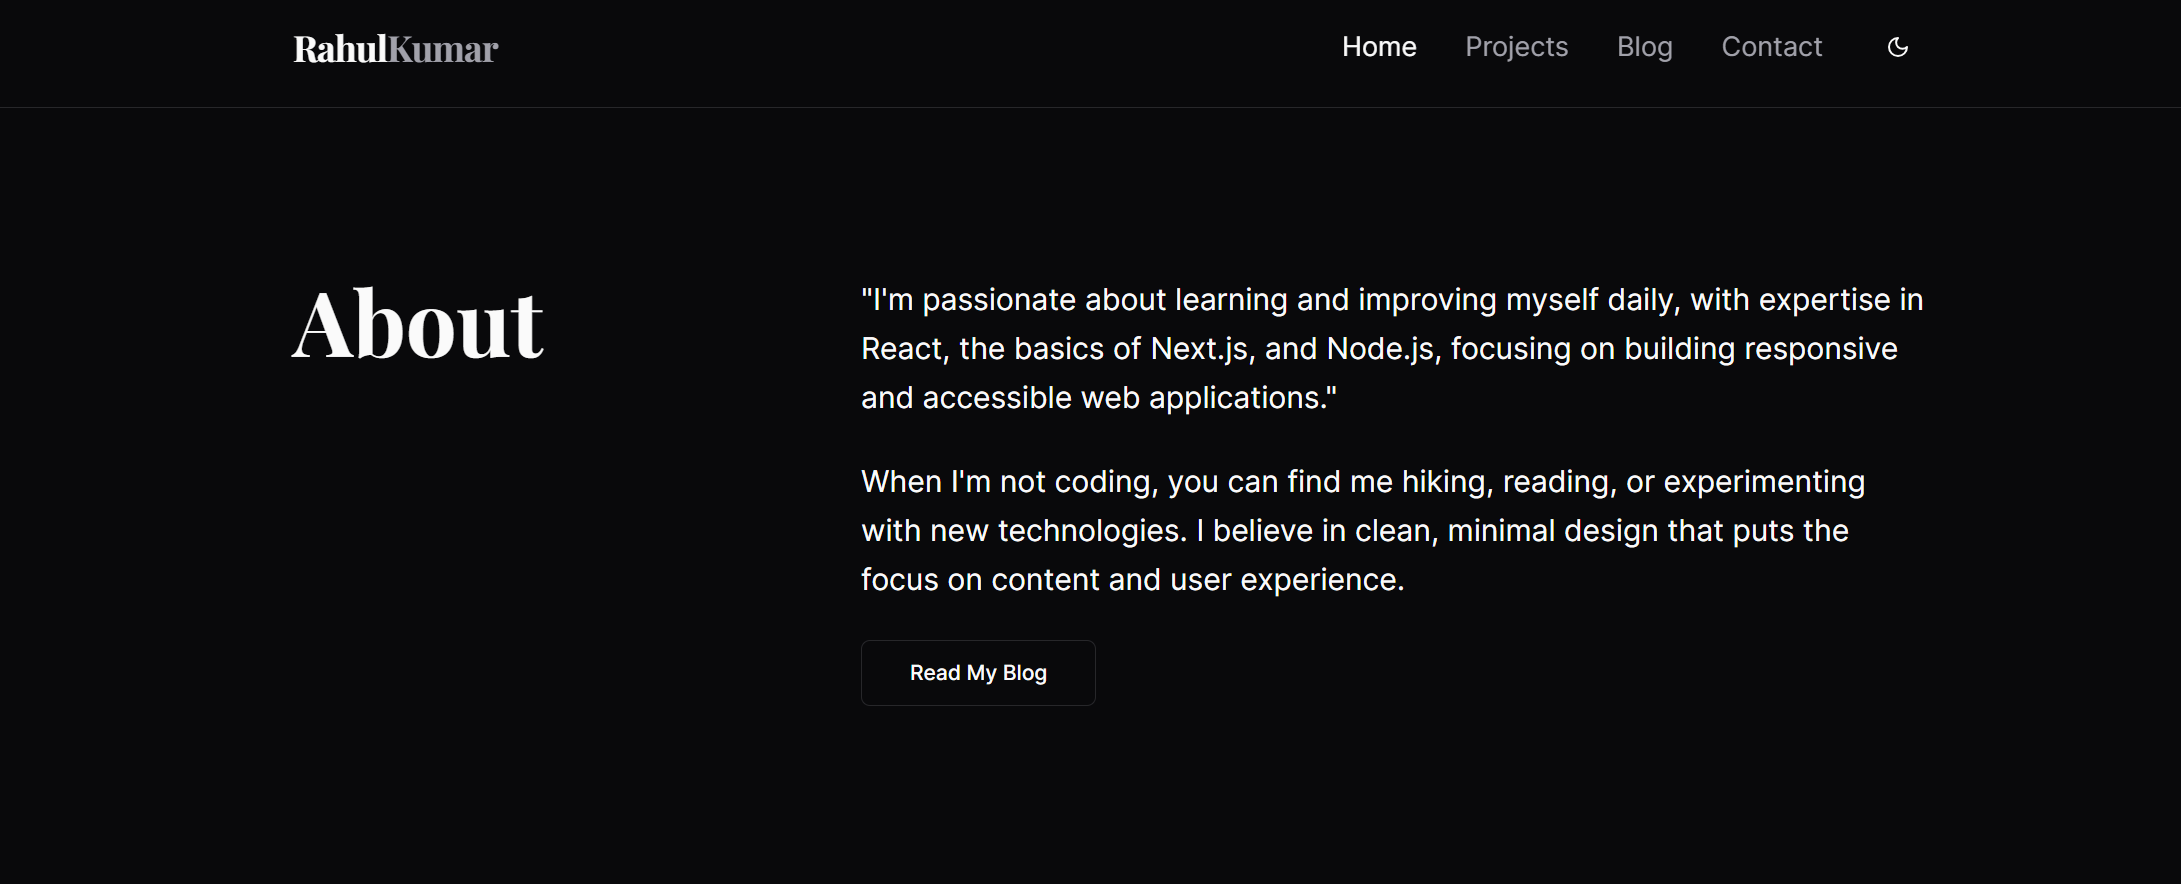 RahulKumar
Home Projects Blog Contact
About
"I'm passionate about learning and improving myself daily, with expertise in
React, the basics of Next.js, and Node.js, focusing on building responsive
and accessible web applications."
When I'm not coding, you can find me hiking, reading, or experimenting
with new technologies. I believe in clean, minimal design that puts the
focus on content and user experience.
Read My Blog